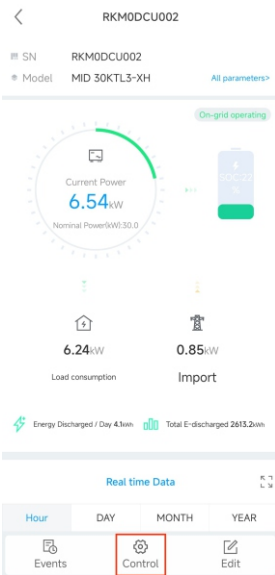 RKM0DCU002
SN RKM0DCU002
Model MID 30KTL3-XH All parameters>
On-grid operating
Current Power
6.54kW
Nominal Power(kW):30.0
6.24kW 0.85kW
Load consumption Import
Energy Discharged / Day 4.1kWh Total E-discharged 2613.2kWh
Real time Data
Hour DAY MONTH YEAR
Events Control Edit